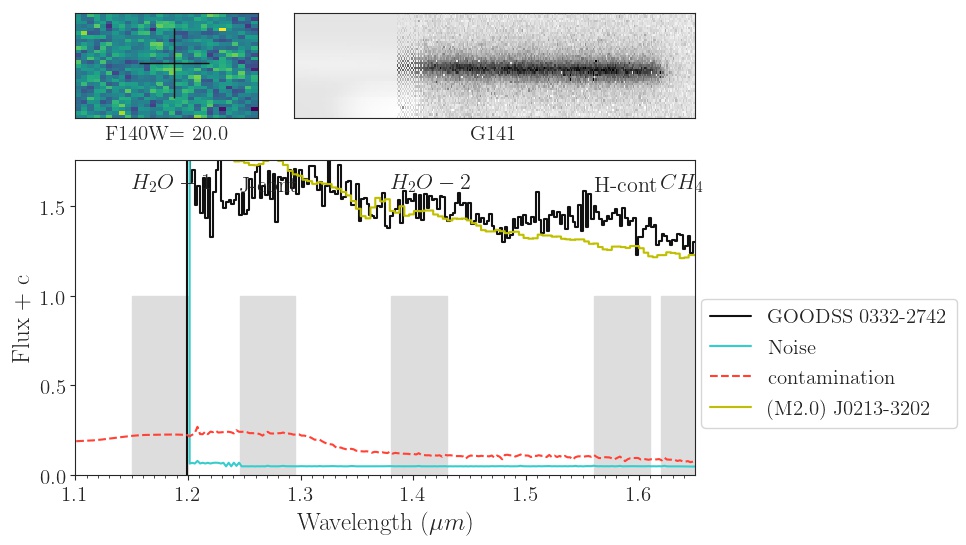 F140W= 20.0
G141
H₂O − 1
J-cont
H₂O − 2
H-cont
CH₄
1.5
1.0
0.5
0.0
Flux + c
1.1
1.2
1.3
1.4
1.5
1.6
Wavelength (μm)
GOODSS 0332-2742
Noise
contamination
(M2.0) J0213-3202